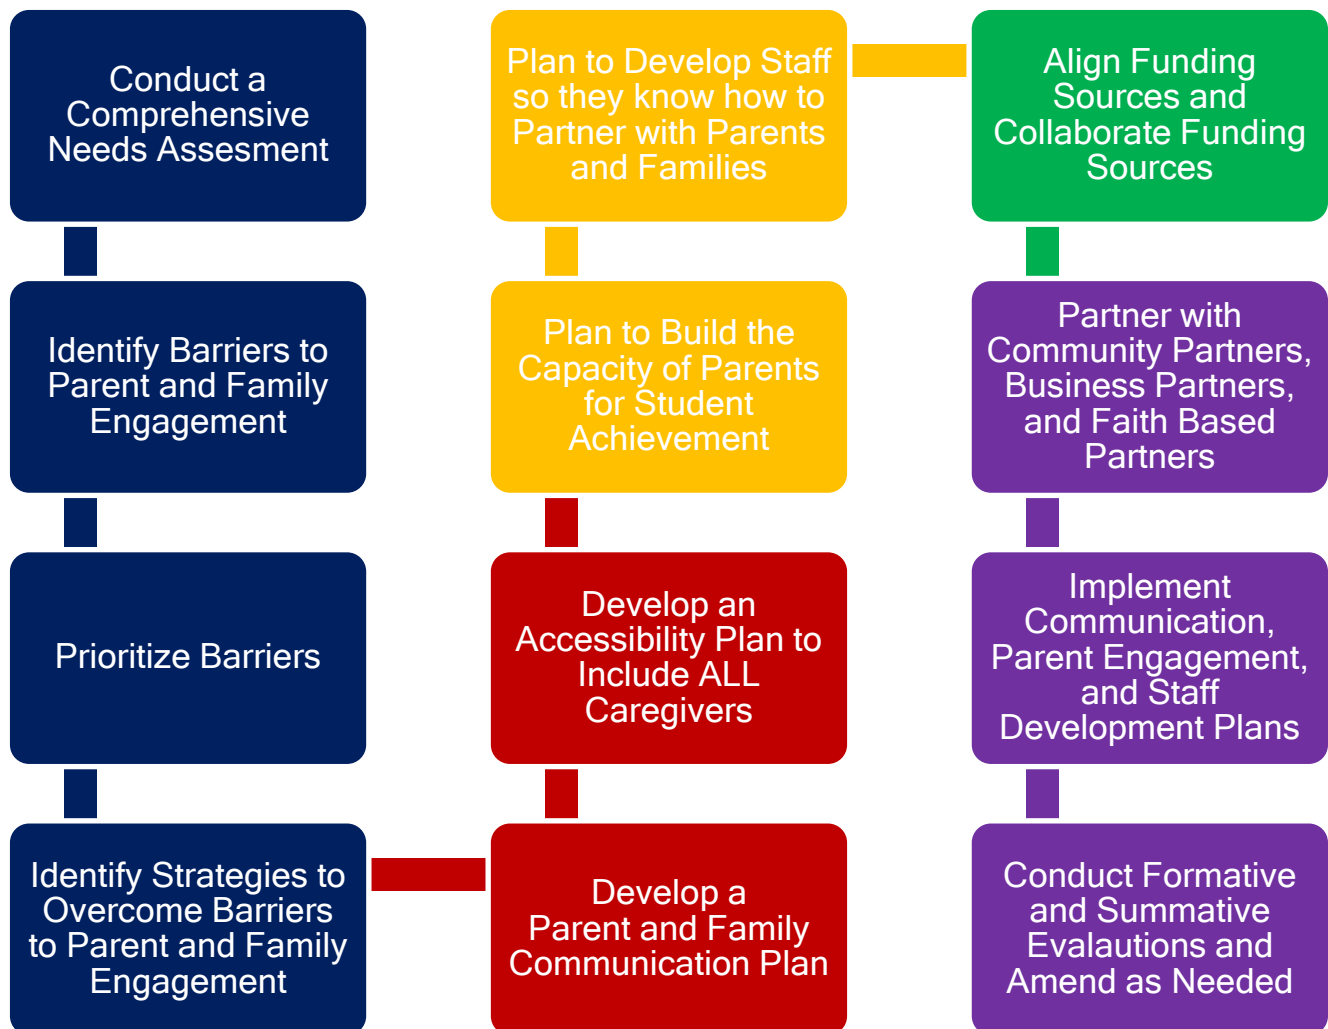 Conduct a
Comprehensive
Needs Assesment
Identify Barriers to
Parent and Family
Engagement
Prioritize Barriers
Identify Strategies to
Overcome Barriers
to Parent and Family
Engagement
Develop a
Parent and Family
Communication Plan
Develop an
Accessibility Plan to
Include ALL
Caregivers
Plan to Build the
Capacity of Parents
for Student
Achievement
Plan to Develop Staff
so they know how to
Partner with Parents
and Families
Align Funding
Sources and
Collaborate Funding
Sources
Partner with
Community Partners,
Business Partners,
and Faith Based
Partners
Implement
Communication,
Parent Engagement,
and Staff
Development Plans
Conduct Formative
and Summative
Evalautions and
Amend as Needed